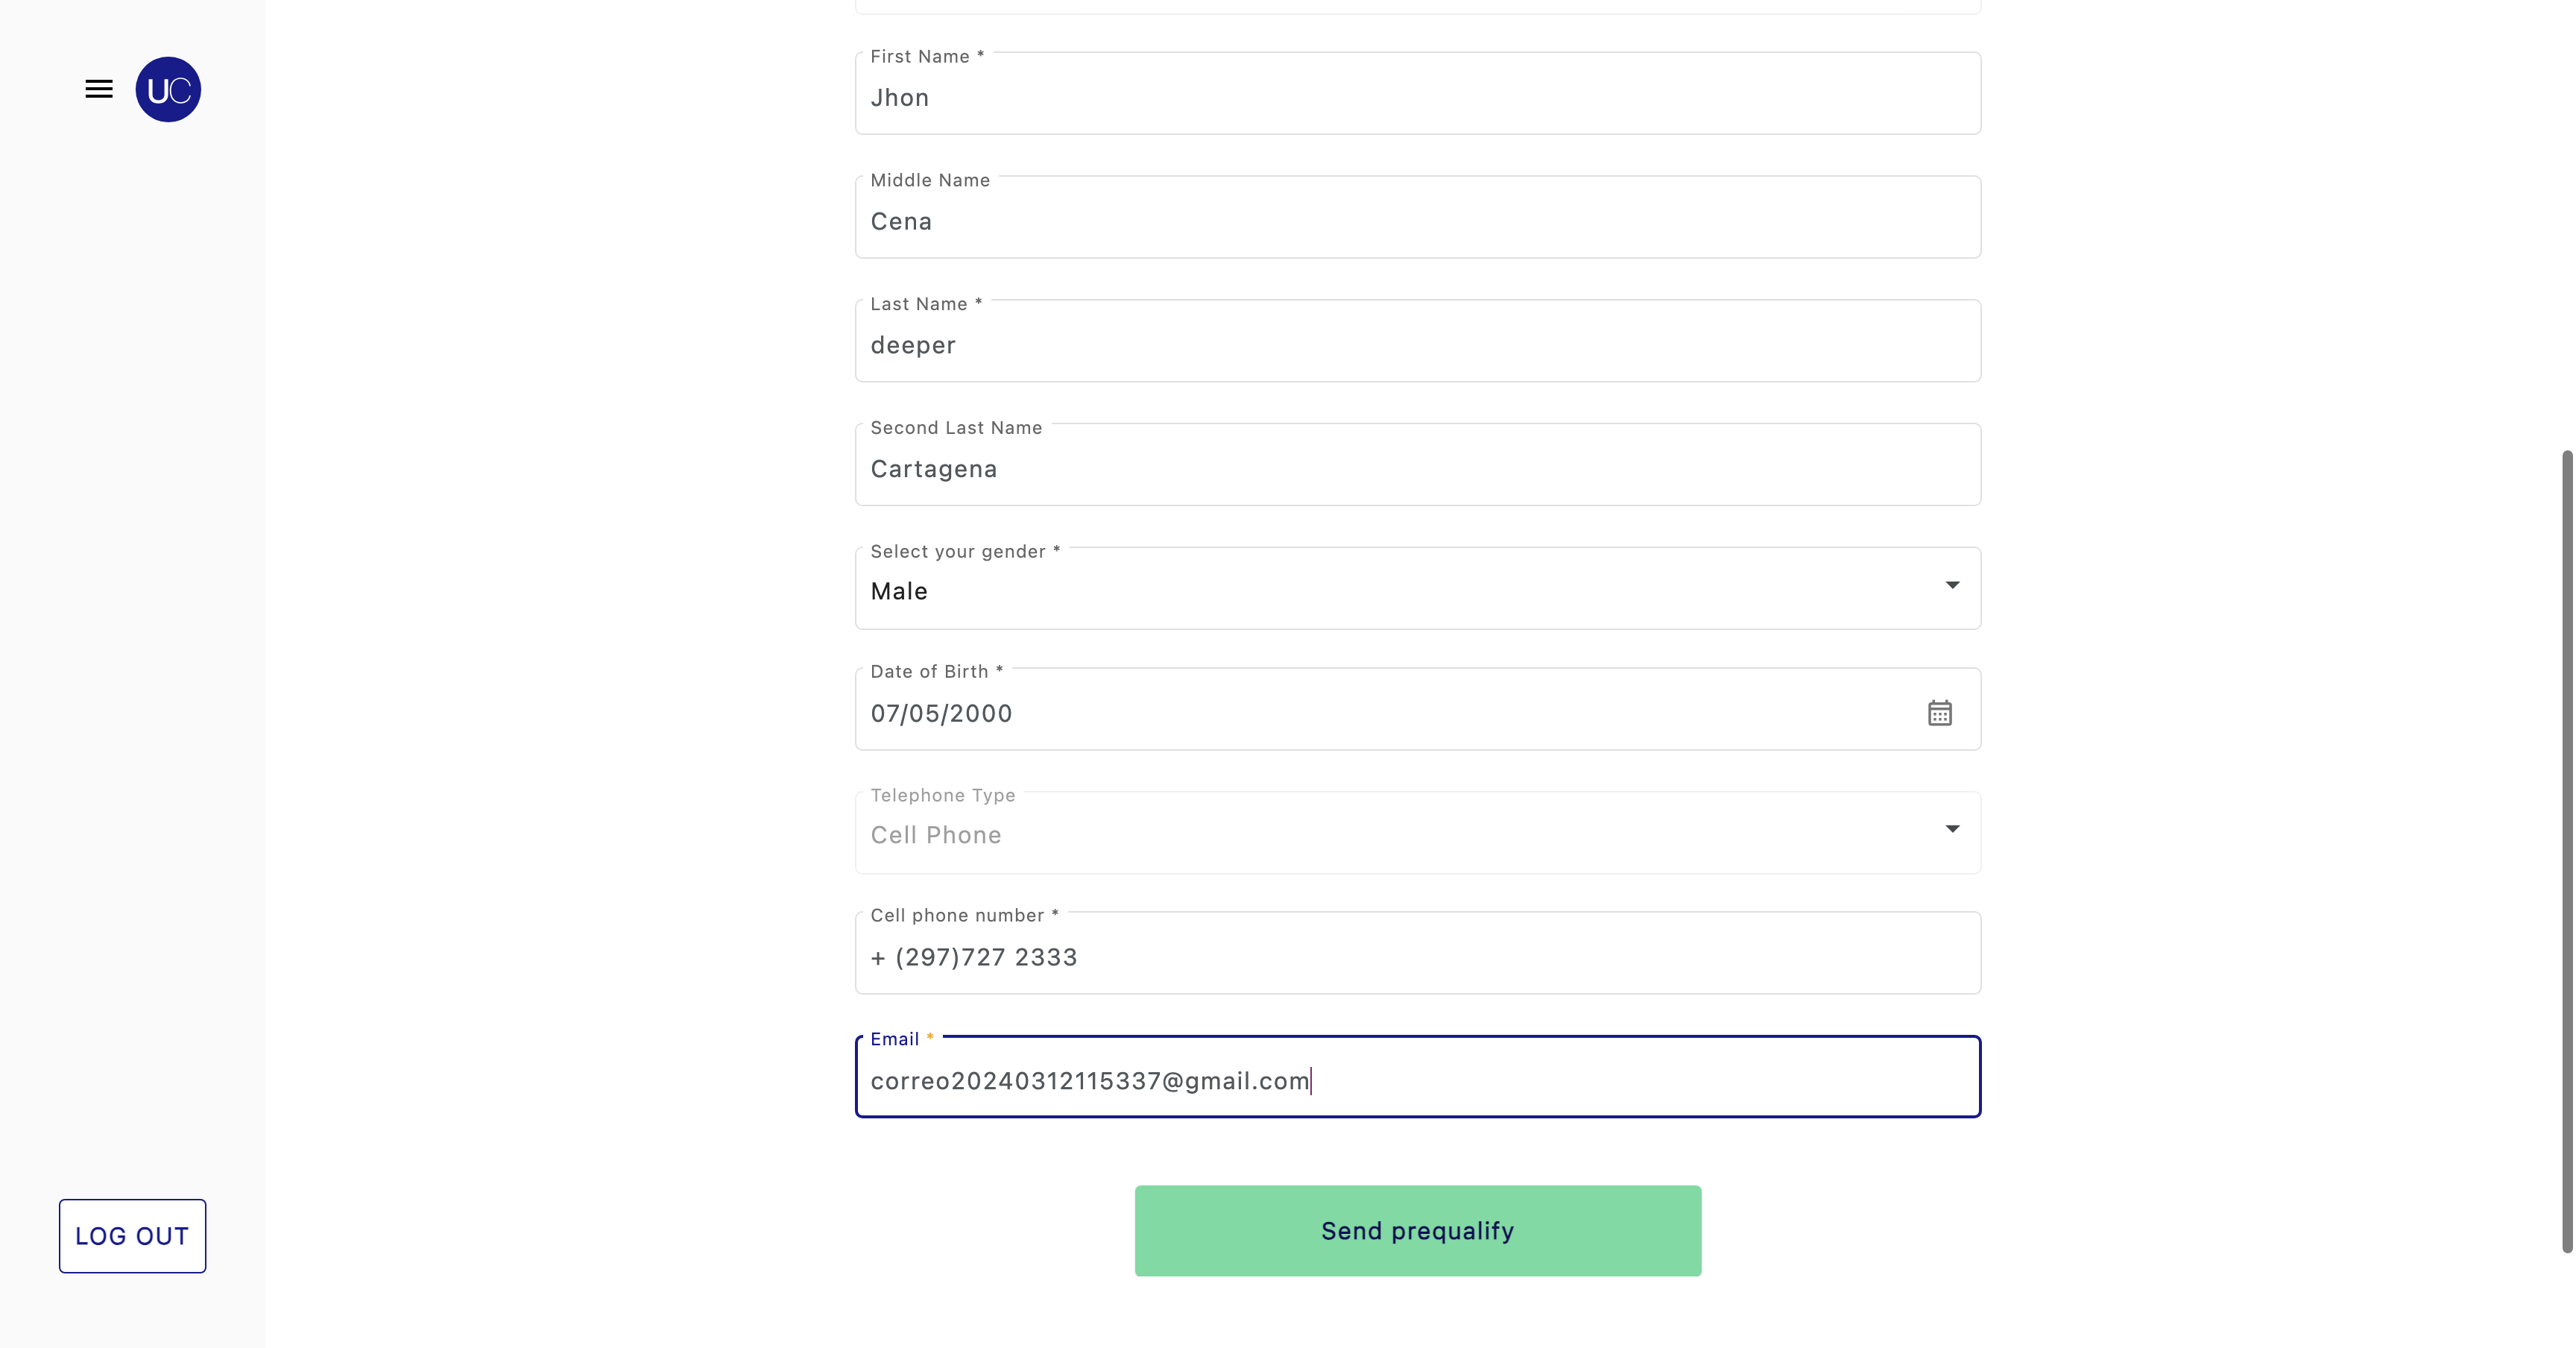 UC
First Name *
Jhon
Middle Name
Cena
Last Name *
deeper
Second Last Name
Cartagena
Select your gender *
Male
Date of Birth *
07/05/2000
Telephone Type
Cell Phone
Cell phone number *
+ (297)727 2333
Email *
correo20240312115337@gmail.com
Send prequalify
LOG OUT